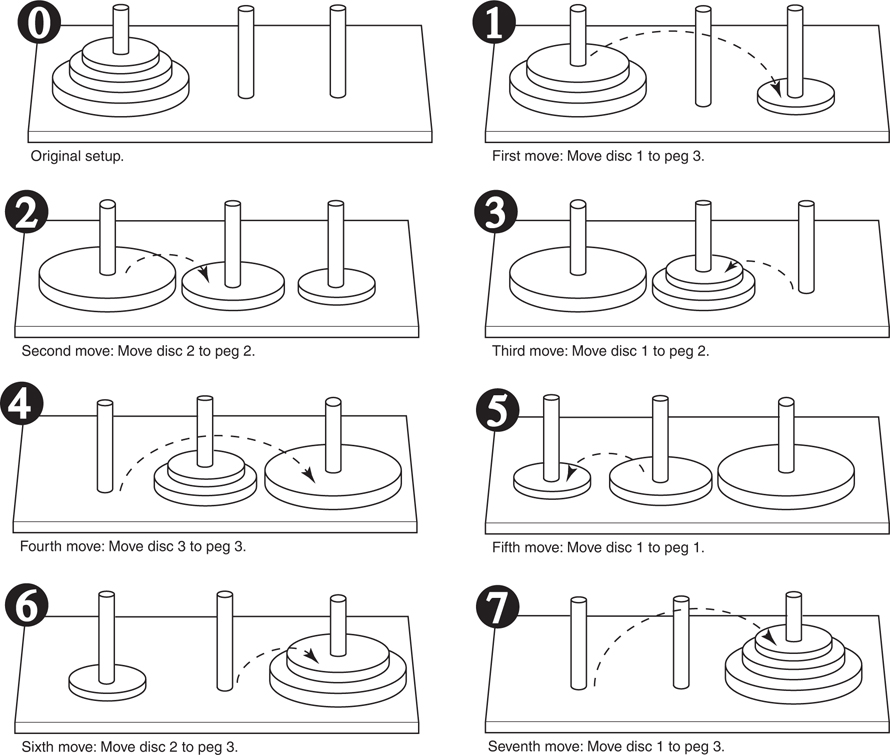 0
Original setup.
1
First move: Move disc 1 to peg 3.
2
Second move: Move disc 2 to peg 2.
3
Third move: Move disc 1 to peg 2.
4
Fourth move: Move disc 3 to peg 3.
5
Fifth move: Move disc 1 to peg 1.
6
Sixth move: Move disc 2 to peg 3.
7
Seventh move: Move disc 1 to peg 3.